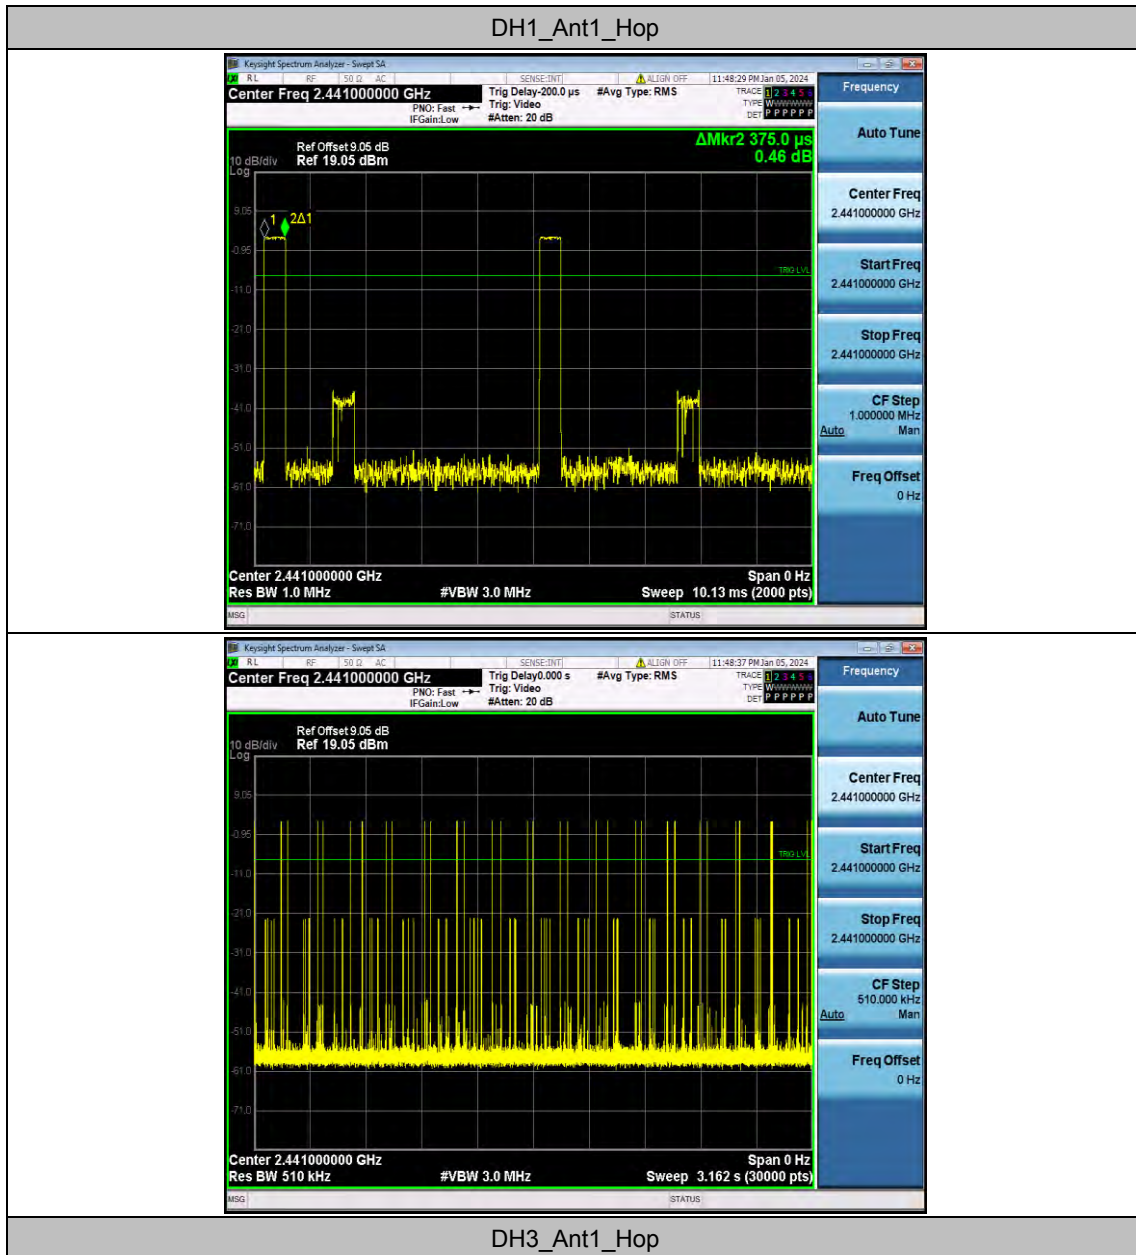 DH1_Ant1_Hop
Keysight Spectrum Analyzer - Swept SA
RL RF 50 Ω AC SENSE:INT ALIGN OFF 11:48:29 PM Jan 05, 2024
Center Freq 2.441000000 GHz Trig Delay-200.0 µs #Avg Type: RMS TRACE 1 2 3 4 5 6 Frequency
PNO: Fast Trig: Video TYPE
IFGain:Low #Atten: 20 dB DET P P P P P P
Auto Tune
ΔMkr2 375.0 µs
Ref Offset 9.05 dB
10 dB/div Ref 19.05 dBm 0.46 dB
Log
Center Freq
2.441000000 GHz
9.05
1 2Δ1
-0.95
Start Freq
2.441000000 GHz
TRIG LVL
-11.0
-21.0
Stop Freq
2.441000000 GHz
-31.0
CF Step
1.000000 MHz
Auto Man
-41.0
-51.0
Freq Offset
0 Hz
-61.0
-71.0
Center 2.441000000 GHz Span 0 Hz
Res BW 1.0 MHz #VBW 3.0 MHz Sweep 10.13 ms (2000 pts)
MSG STATUS
Keysight Spectrum Analyzer - Swept SA
RL RF 50 Ω AC SENSE:INT ALIGN OFF 11:48:37 PM Jan 05, 2024
Center Freq 2.441000000 GHz Trig Delay0.000 s #Avg Type: RMS TRACE 1 2 3 4 5 6 Frequency
PNO: Fast Trig: Video TYPE
IFGain:Low #Atten: 20 dB DET P P P P P P
Auto Tune
Ref Offset 9.05 dB
10 dB/div Ref 19.05 dBm
Log
Center Freq
2.441000000 GHz
9.05
-0.95
Start Freq
2.441000000 GHz
TRIG LVL
-11.0
-21.0
Stop Freq
2.441000000 GHz
-31.0
CF Step
510.000 kHz
Auto Man
-41.0
-51.0
Freq Offset
0 Hz
-61.0
-71.0
Center 2.441000000 GHz Span 0 Hz
Res BW 510 kHz #VBW 3.0 MHz Sweep 3.162 s (30000 pts)
MSG STATUS
DH3_Ant1_Hop